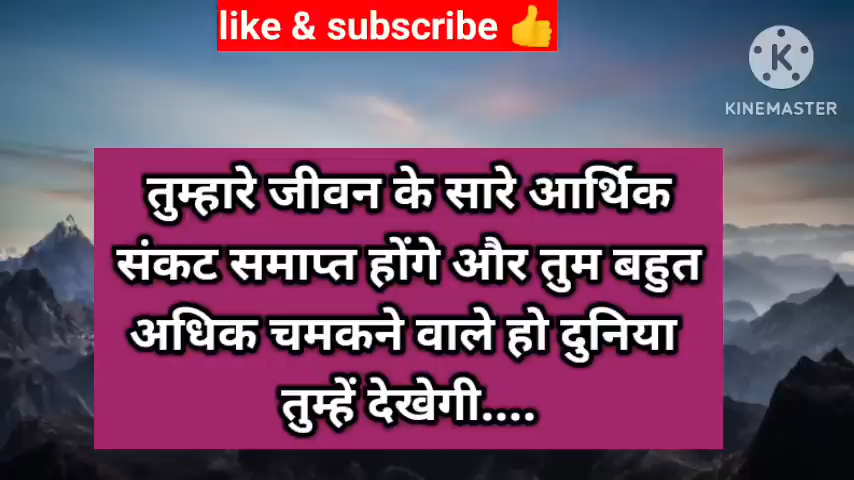 like & subscribe 👍
K
KINEMASTER
तुम्हारे जीवन के सारे आर्थिक
संकट समाप्त होंगे और तुम बहुत
अधिक चमकने वाले हो दुनिया
तुम्हें देखेगी....